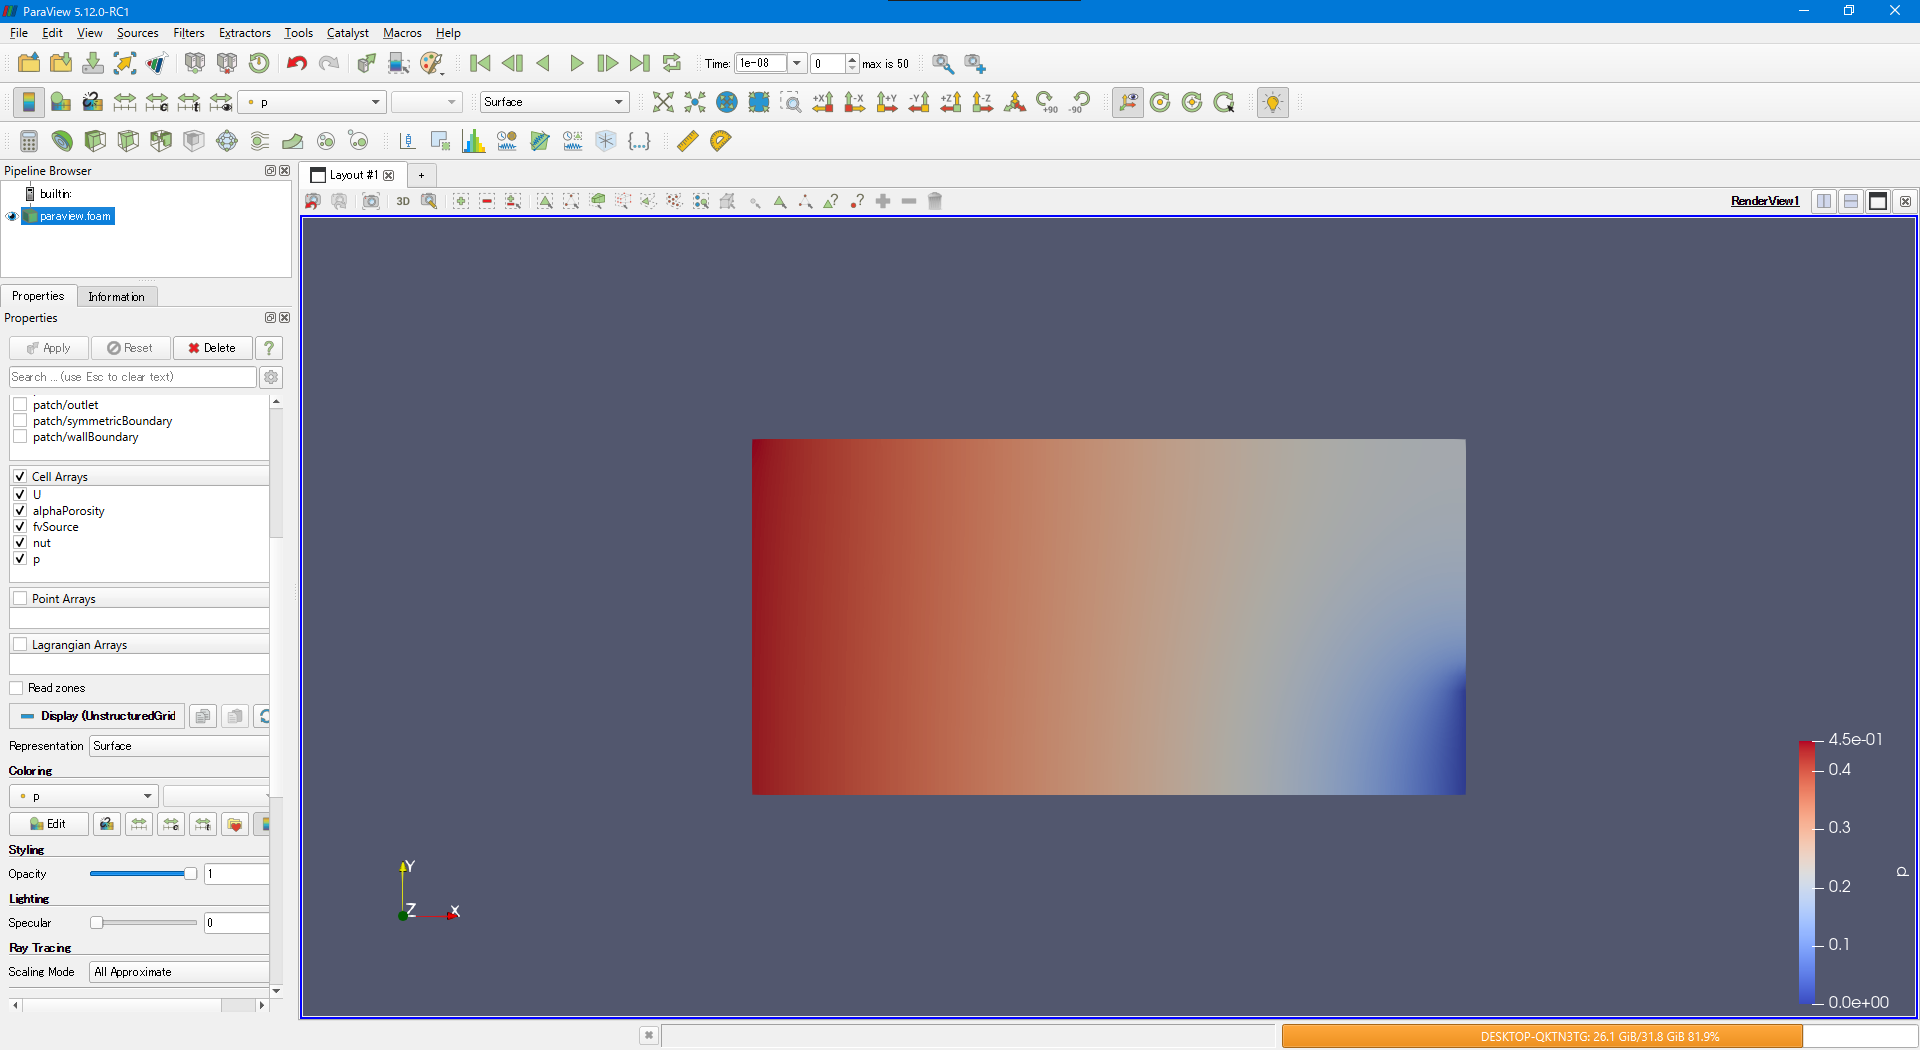 ParaView 5.12.0-RC1
File Edit View Sources Filters Extractors Tools Catalyst Macros Help
Time: 1e-08 0 max is 50
p Surface +X -X +Y -Y +Z -Z +90 -90
Pipeline Browser
Layout #1 +
builtin:
paraview.foam
3D
RenderView1
Properties Information
Properties
Apply Reset Delete ?
Search ... (use Esc to clear text)
patch/outlet
patch/symmetricBoundary
patch/wallBoundary
Cell Arrays
U
alphaPorosity
fvSource
nut
p
Point Arrays
Lagrangian Arrays
Read zones
Display (UnstructuredGrid
Representation Surface
Coloring
p
Edit
Styling
Opacity 1
Lighting
Specular 0
Ray Tracing
Scaling Mode All Approximate
Y
Z X
4.5e-01
0.4
0.3
0.2
0.1
0.0e+00
p
DESKTOP-QKTN3TG: 26.1 GiB/31.8 GiB 81.9%